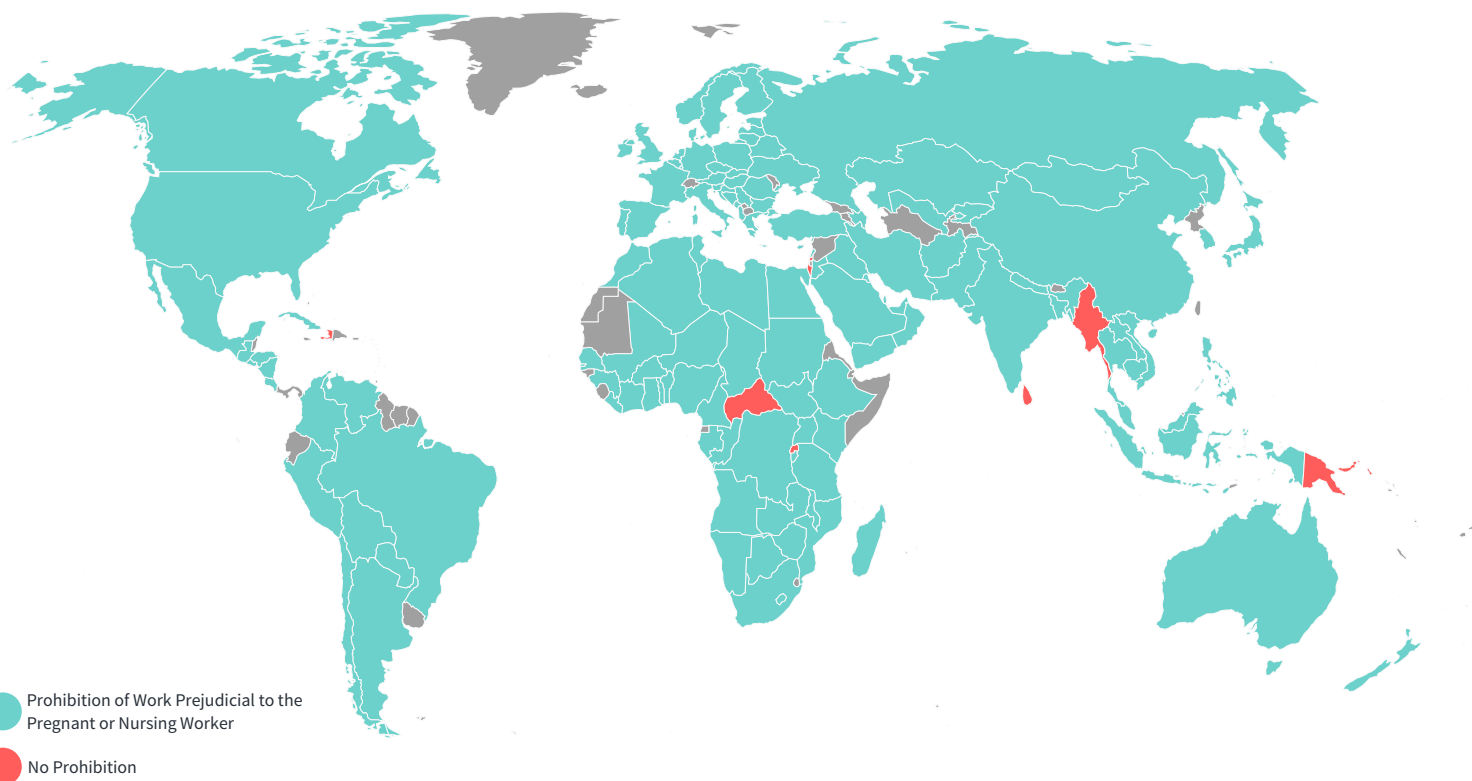 Prohibition of Work Prejudicial to the
Pregnant or Nursing Worker
No Prohibition